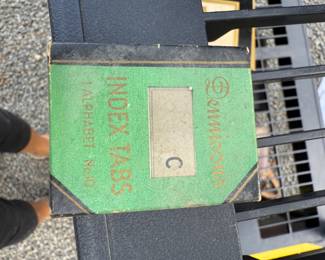 Dennison's
C
INDEX TABS
1 ALPHABET No. 10